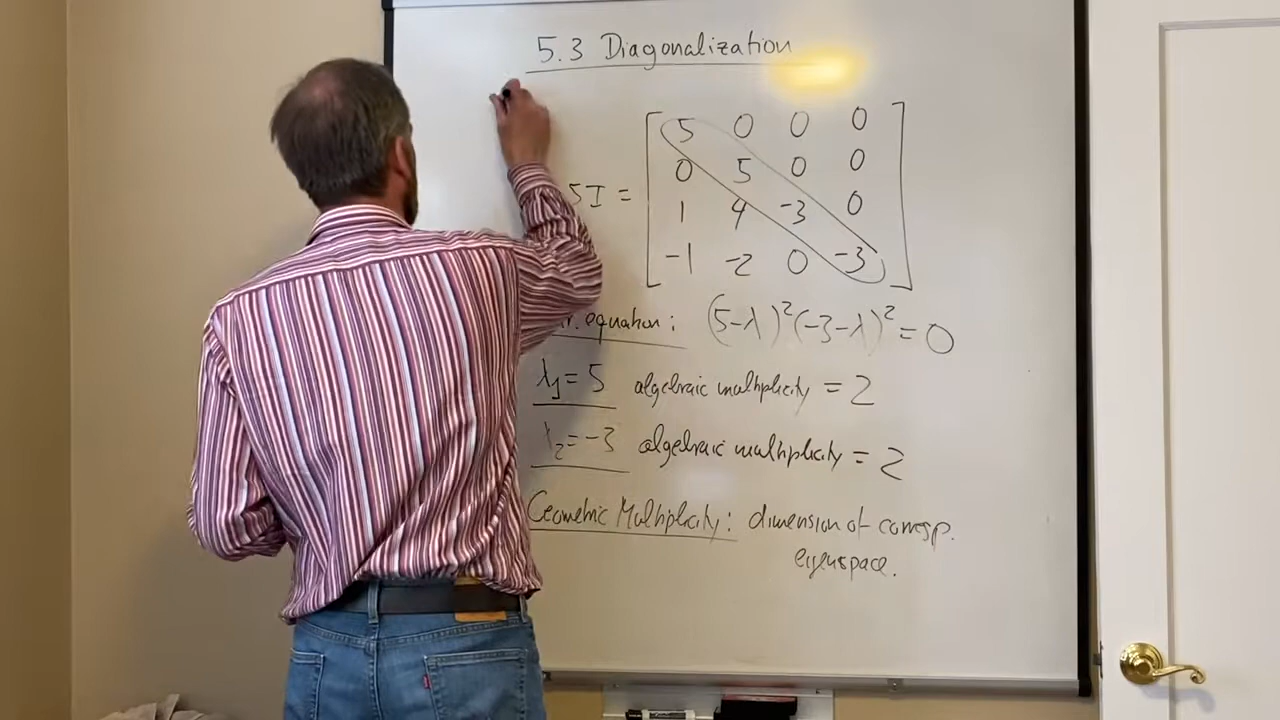 5.3 Diagonalization
5 0 0 0
0 5 0 0
5I =
1 4 -3 0
-1 -2 0 -3
equation: (5-λ)²(-3-λ)² = 0
λ₁ = 5 algebraic multiplicity = 2
λ₂ = -3 algebraic multiplicity = 2
Geometric Multiplicity: dimension of corresp.
eigenspace.